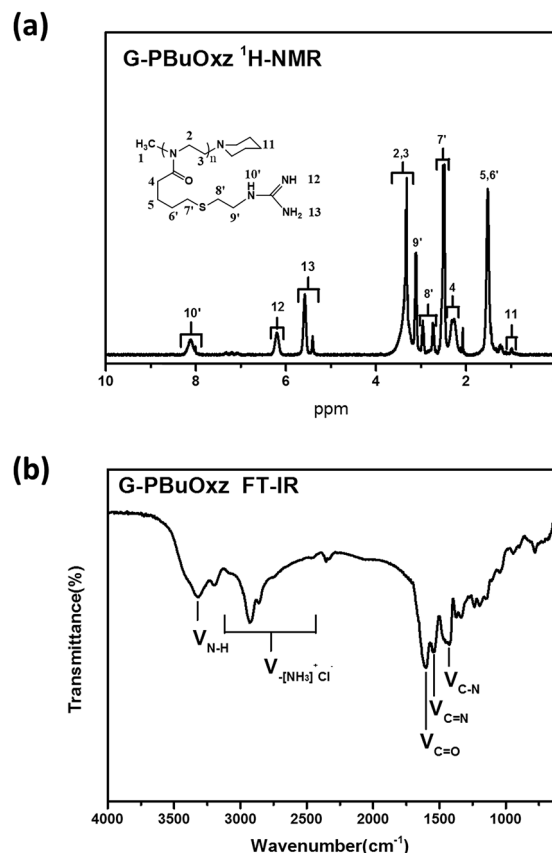 (a)
G-PBuOxz ¹H-NMR
H₃C
1
N
2
3
n
N
11
O
4
5
6'
7'
S
8'
9'
10'
H
N
NH
12
NH₂
13
10'
12
13
2,3
9'
8'
7'
4
5,6'
11
10 8 6 4 2
ppm
(b)
G-PBuOxz FT-IR
Transmittance(%)
V N-H
V -[NH₃]⁺Cl⁻
V C=O
V C=N
V C-N
4000 3500 3000 2500 2000 1500 1000
Wavenumber(cm⁻¹)